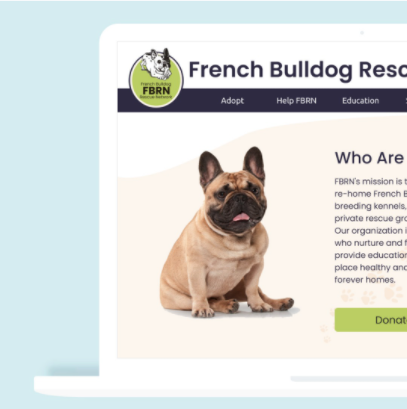 French Bulldog Resc
French Bulldog
FBRN
Rescue Network
Adopt Help FBRN Education
Who Are
FBRN's mission is t
re-home French B
breeding kennels,
private rescue gro
Our organization i
who nurture and f
provide education
place healthy and
forever homes.
Donat